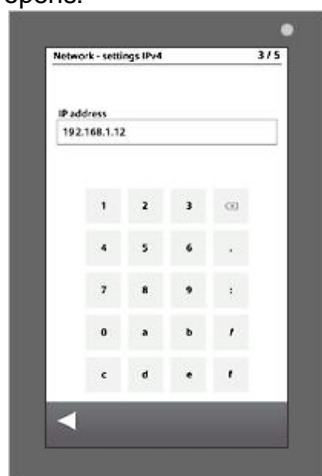 opens.
Network - settings IPv4 3 / 5
IP address
192.168.1.12
1 2 3
4 5 6 .
7 8 9 :
0 a b /
c d e f